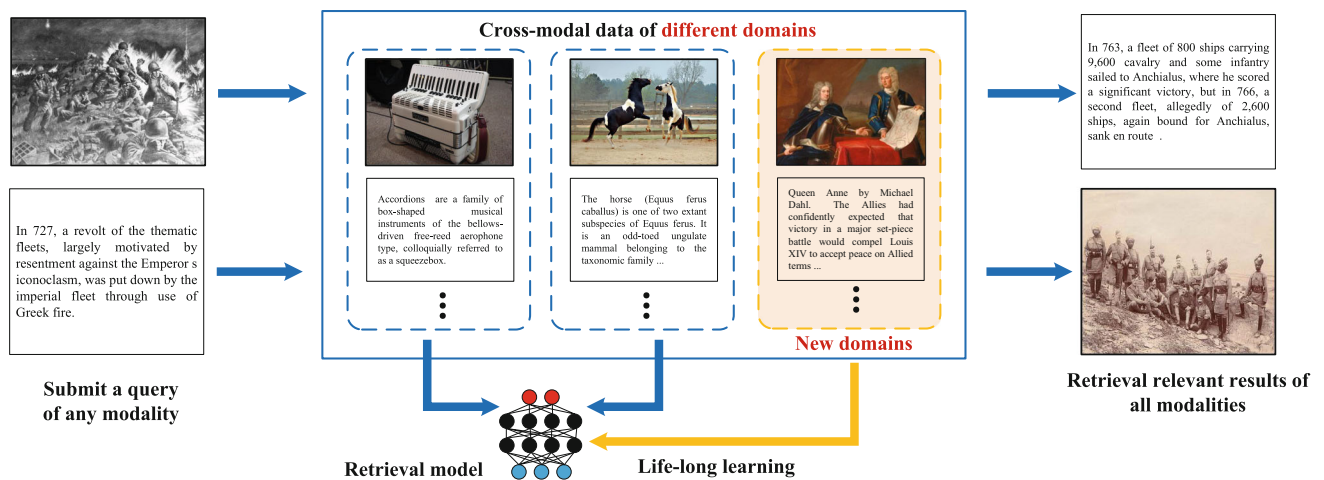 Cross-modal data of different domains
In 727, a revolt of the thematic
fleets, largely motivated by
resentment against the Emperor s
iconoclasm, was put down by the
imperial fleet through use of
Greek fire.
Submit a query
of any modality
Accordions are a family of
box-shaped musical
instruments of the bellows-
driven free-reed aerophone
type, colloquially referred to
as a squeezebox.
The horse (Equus ferus
caballus) is one of two extant
subspecies of Equus ferus. It
is an odd-toed ungulate
mammal belonging to the
taxonomic family ...
Queen Anne by Michael
Dahl. The Allies had
confidently expected that
victory in a major set-piece
battle would compel Louis
XIV to accept peace on Allied
terms ...
New domains
Retrieval model
Life-long learning
In 763, a fleet of 800 ships carrying
9,600 cavalry and some infantry
sailed to Anchialus, where he scored
a significant victory, but in 766, a
second fleet, allegedly of 2,600
ships, again bound for Anchialus,
sank en route .
Retrieval relevant results of
all modalities